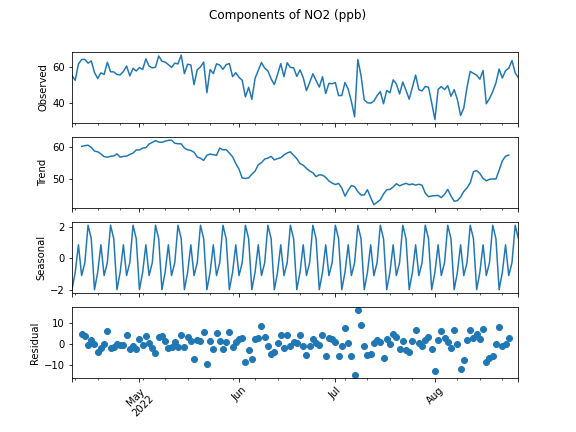 Components of NO2 (ppb)
Observed
60
40
Trend
60
50
Seasonal
2
0
−2
Residual
10
0
−10
May
2022
Jun
Jul
Aug